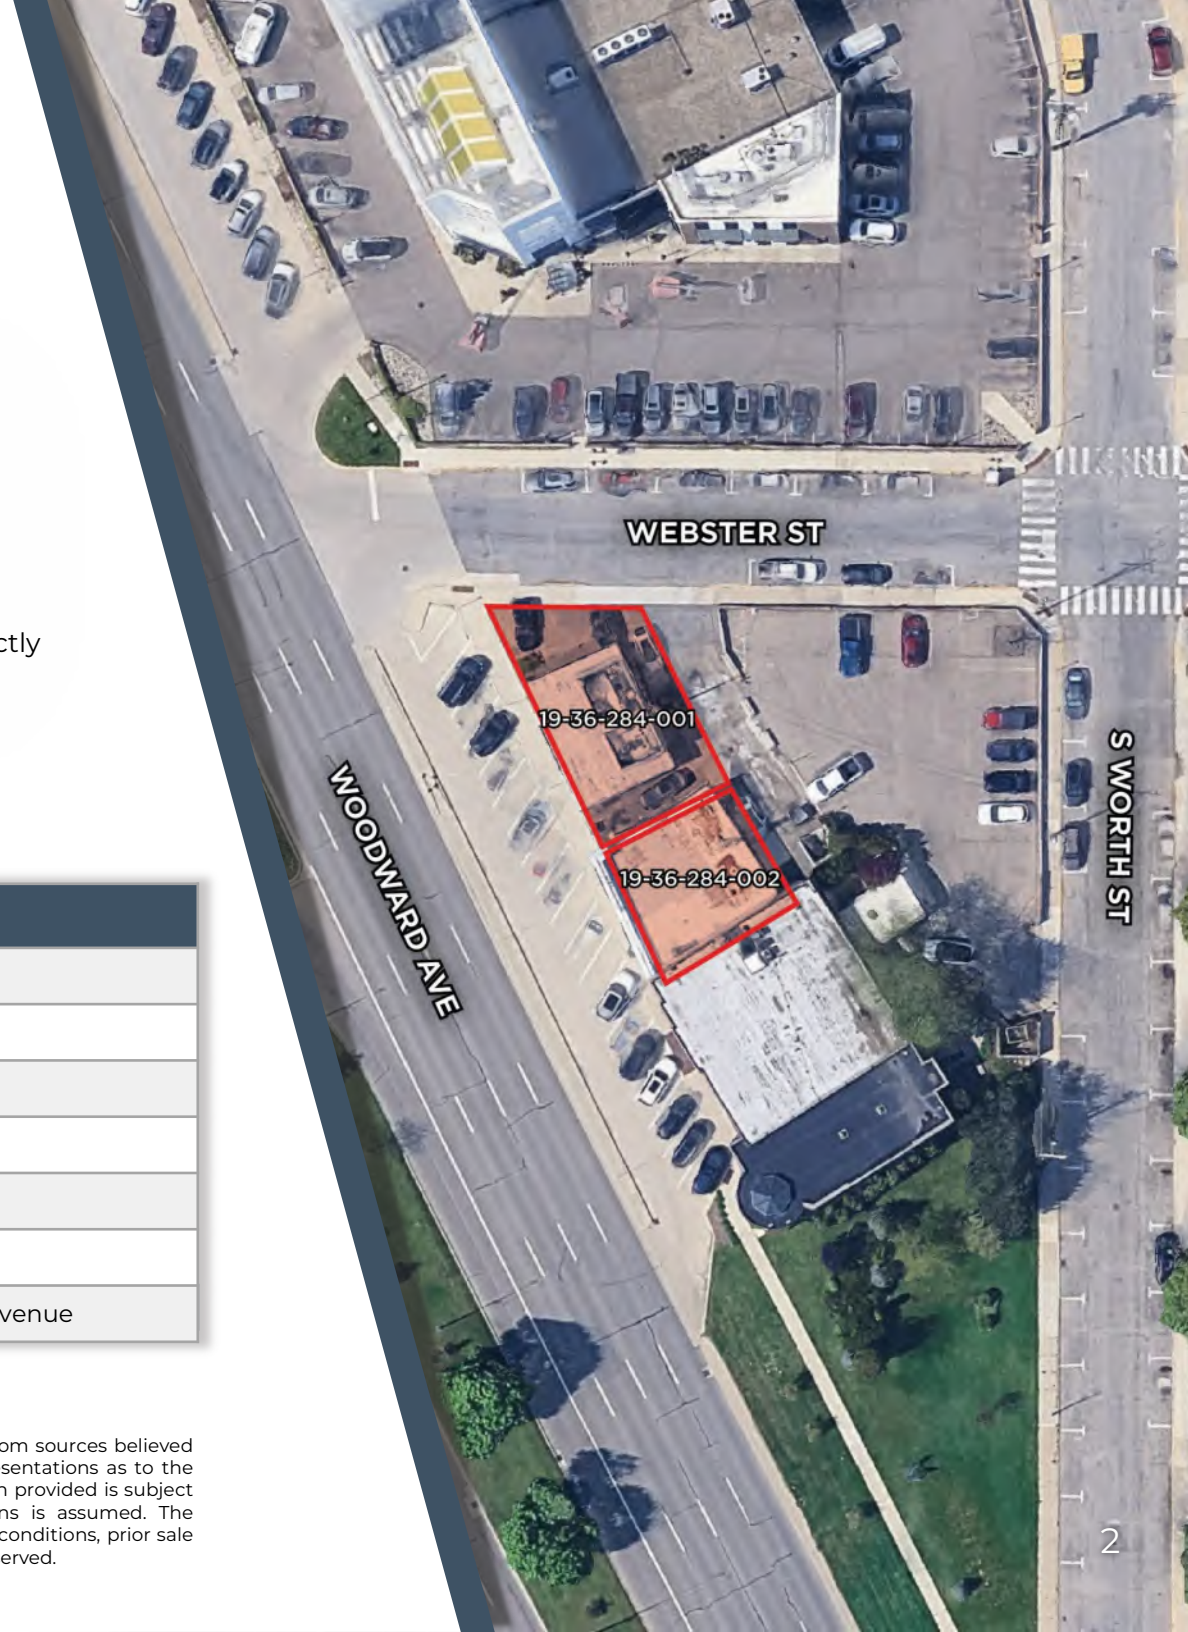 ctly
venue
om sources believed
esentations as to the
n provided is subject
ns is assumed. The
conditions, prior sale
erved.
WEBSTER ST
19-36-284-001
19-36-284-002
WOODWARD AVE
S WORTH ST
2